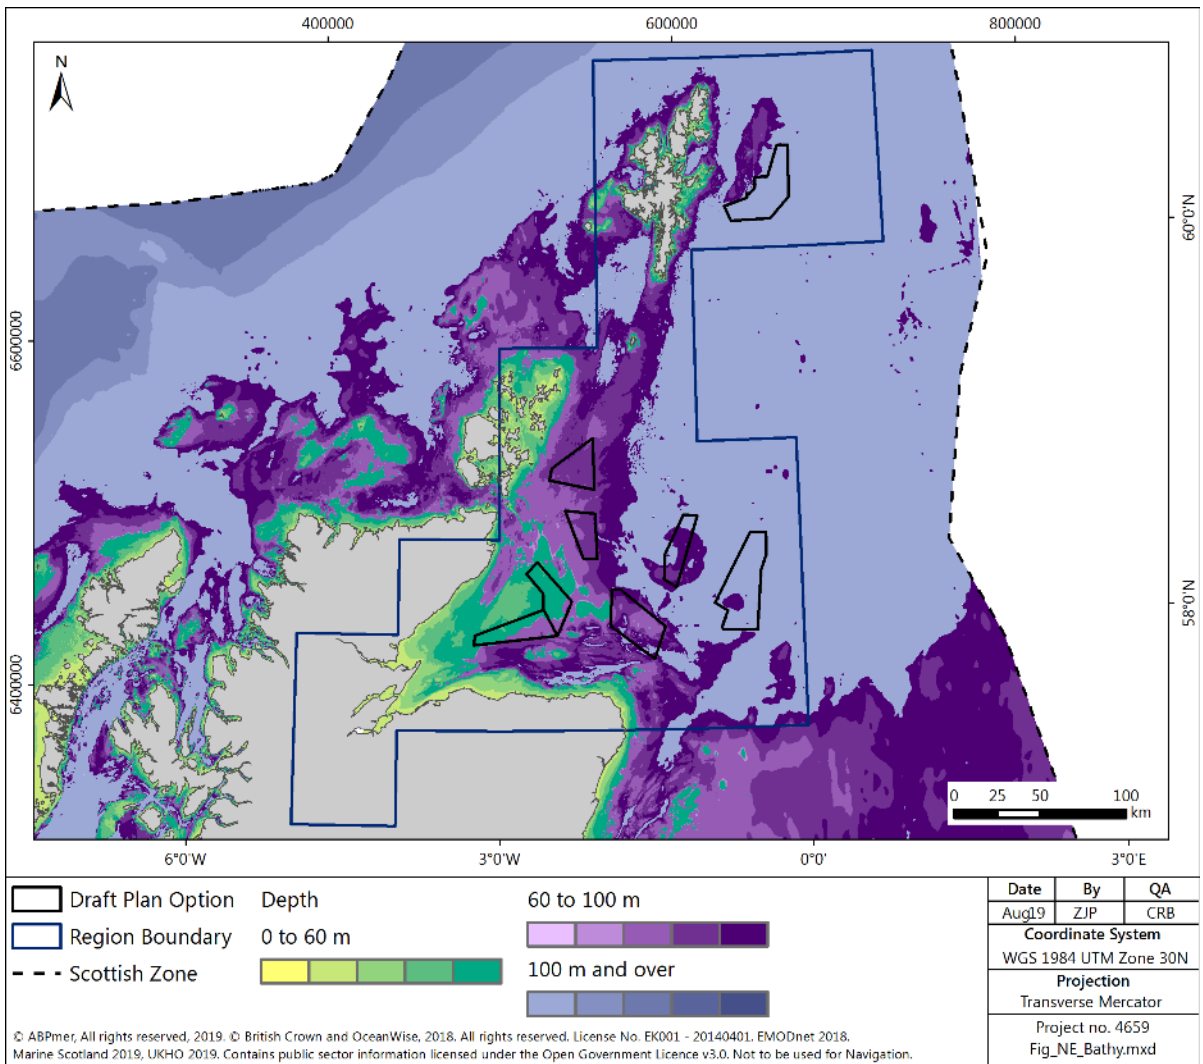 400000
600000
800000
N
60°0'N
6600000
58°0'N
6400000
0 25 50 100
km
6°0'W
3°0'W
0°0'
3°0'E
Draft Plan Option
Region Boundary
Scottish Zone
Depth
0 to 60 m
60 to 100 m
100 m and over
Date By QA
Aug19 ZJP CRB
Coordinate System
WGS 1984 UTM Zone 30N
Projection
Transverse Mercator
Project no. 4659
Fig_NE_Bathy.mxd
© ABPmer, All rights reserved, 2019. © British Crown and OceanWise, 2018. All rights reserved. License No. EK001 - 20140401. EMODnet 2018.
Marine Scotland 2019, UKHO 2019. Contains public sector information licensed under the Open Government Licence v3.0. Not to be used for Navigation.